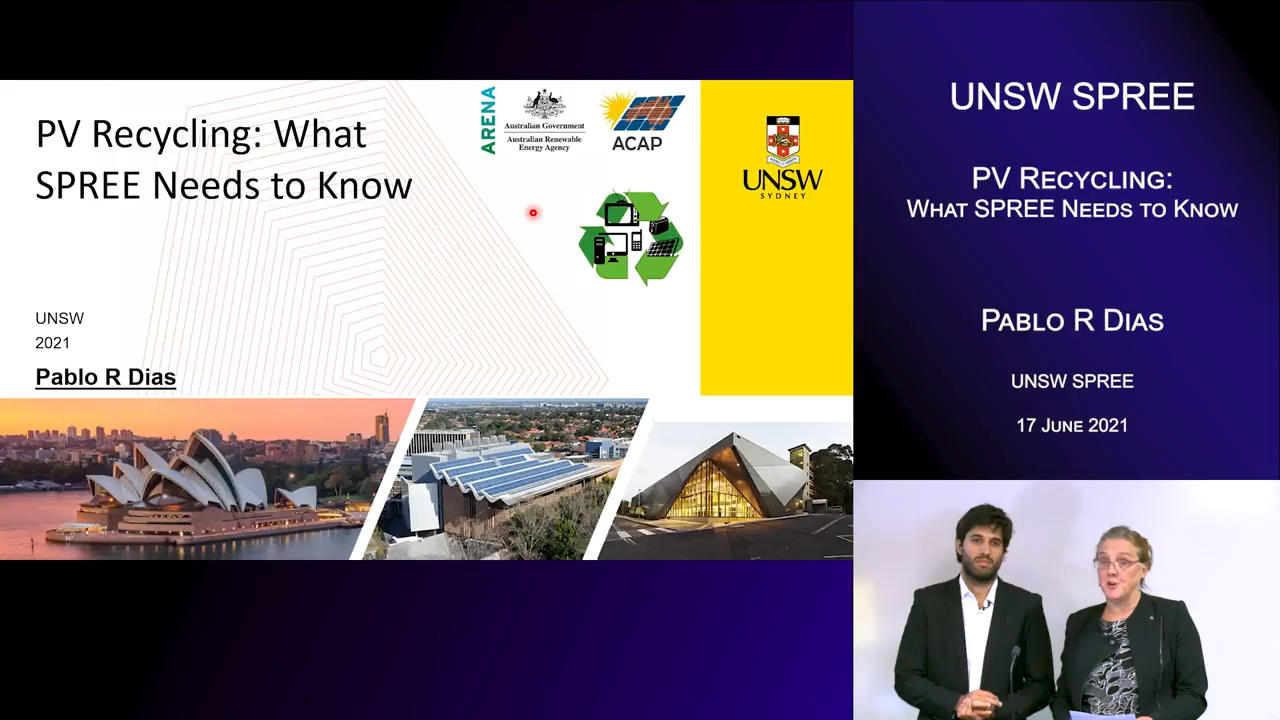 PV Recycling: What
SPREE Needs to Know
ARENA
Australian Government
Australian Renewable
Energy Agency
ACAP
UNSW
SYDNEY
UNSW
2021
Pablo R Dias
UNSW SPREE
PV Recycling:
What SPREE Needs to Know
Pablo R Dias
UNSW SPREE
17 June 2021